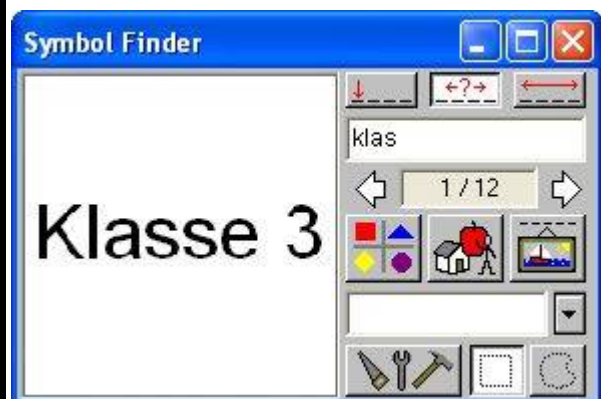 Symbol Finder
←?→
klas
1 / 12
Klasse 3